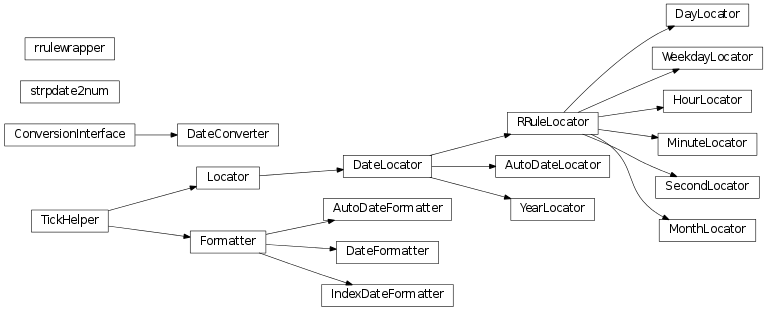 rrulewrapper
strpdate2num
ConversionInterface
DateConverter
TickHelper
Locator
Formatter
DateLocator
AutoDateFormatter
DateFormatter
IndexDateFormatter
RRuleLocator
AutoDateLocator
YearLocator
DayLocator
WeekdayLocator
HourLocator
MinuteLocator
SecondLocator
MonthLocator